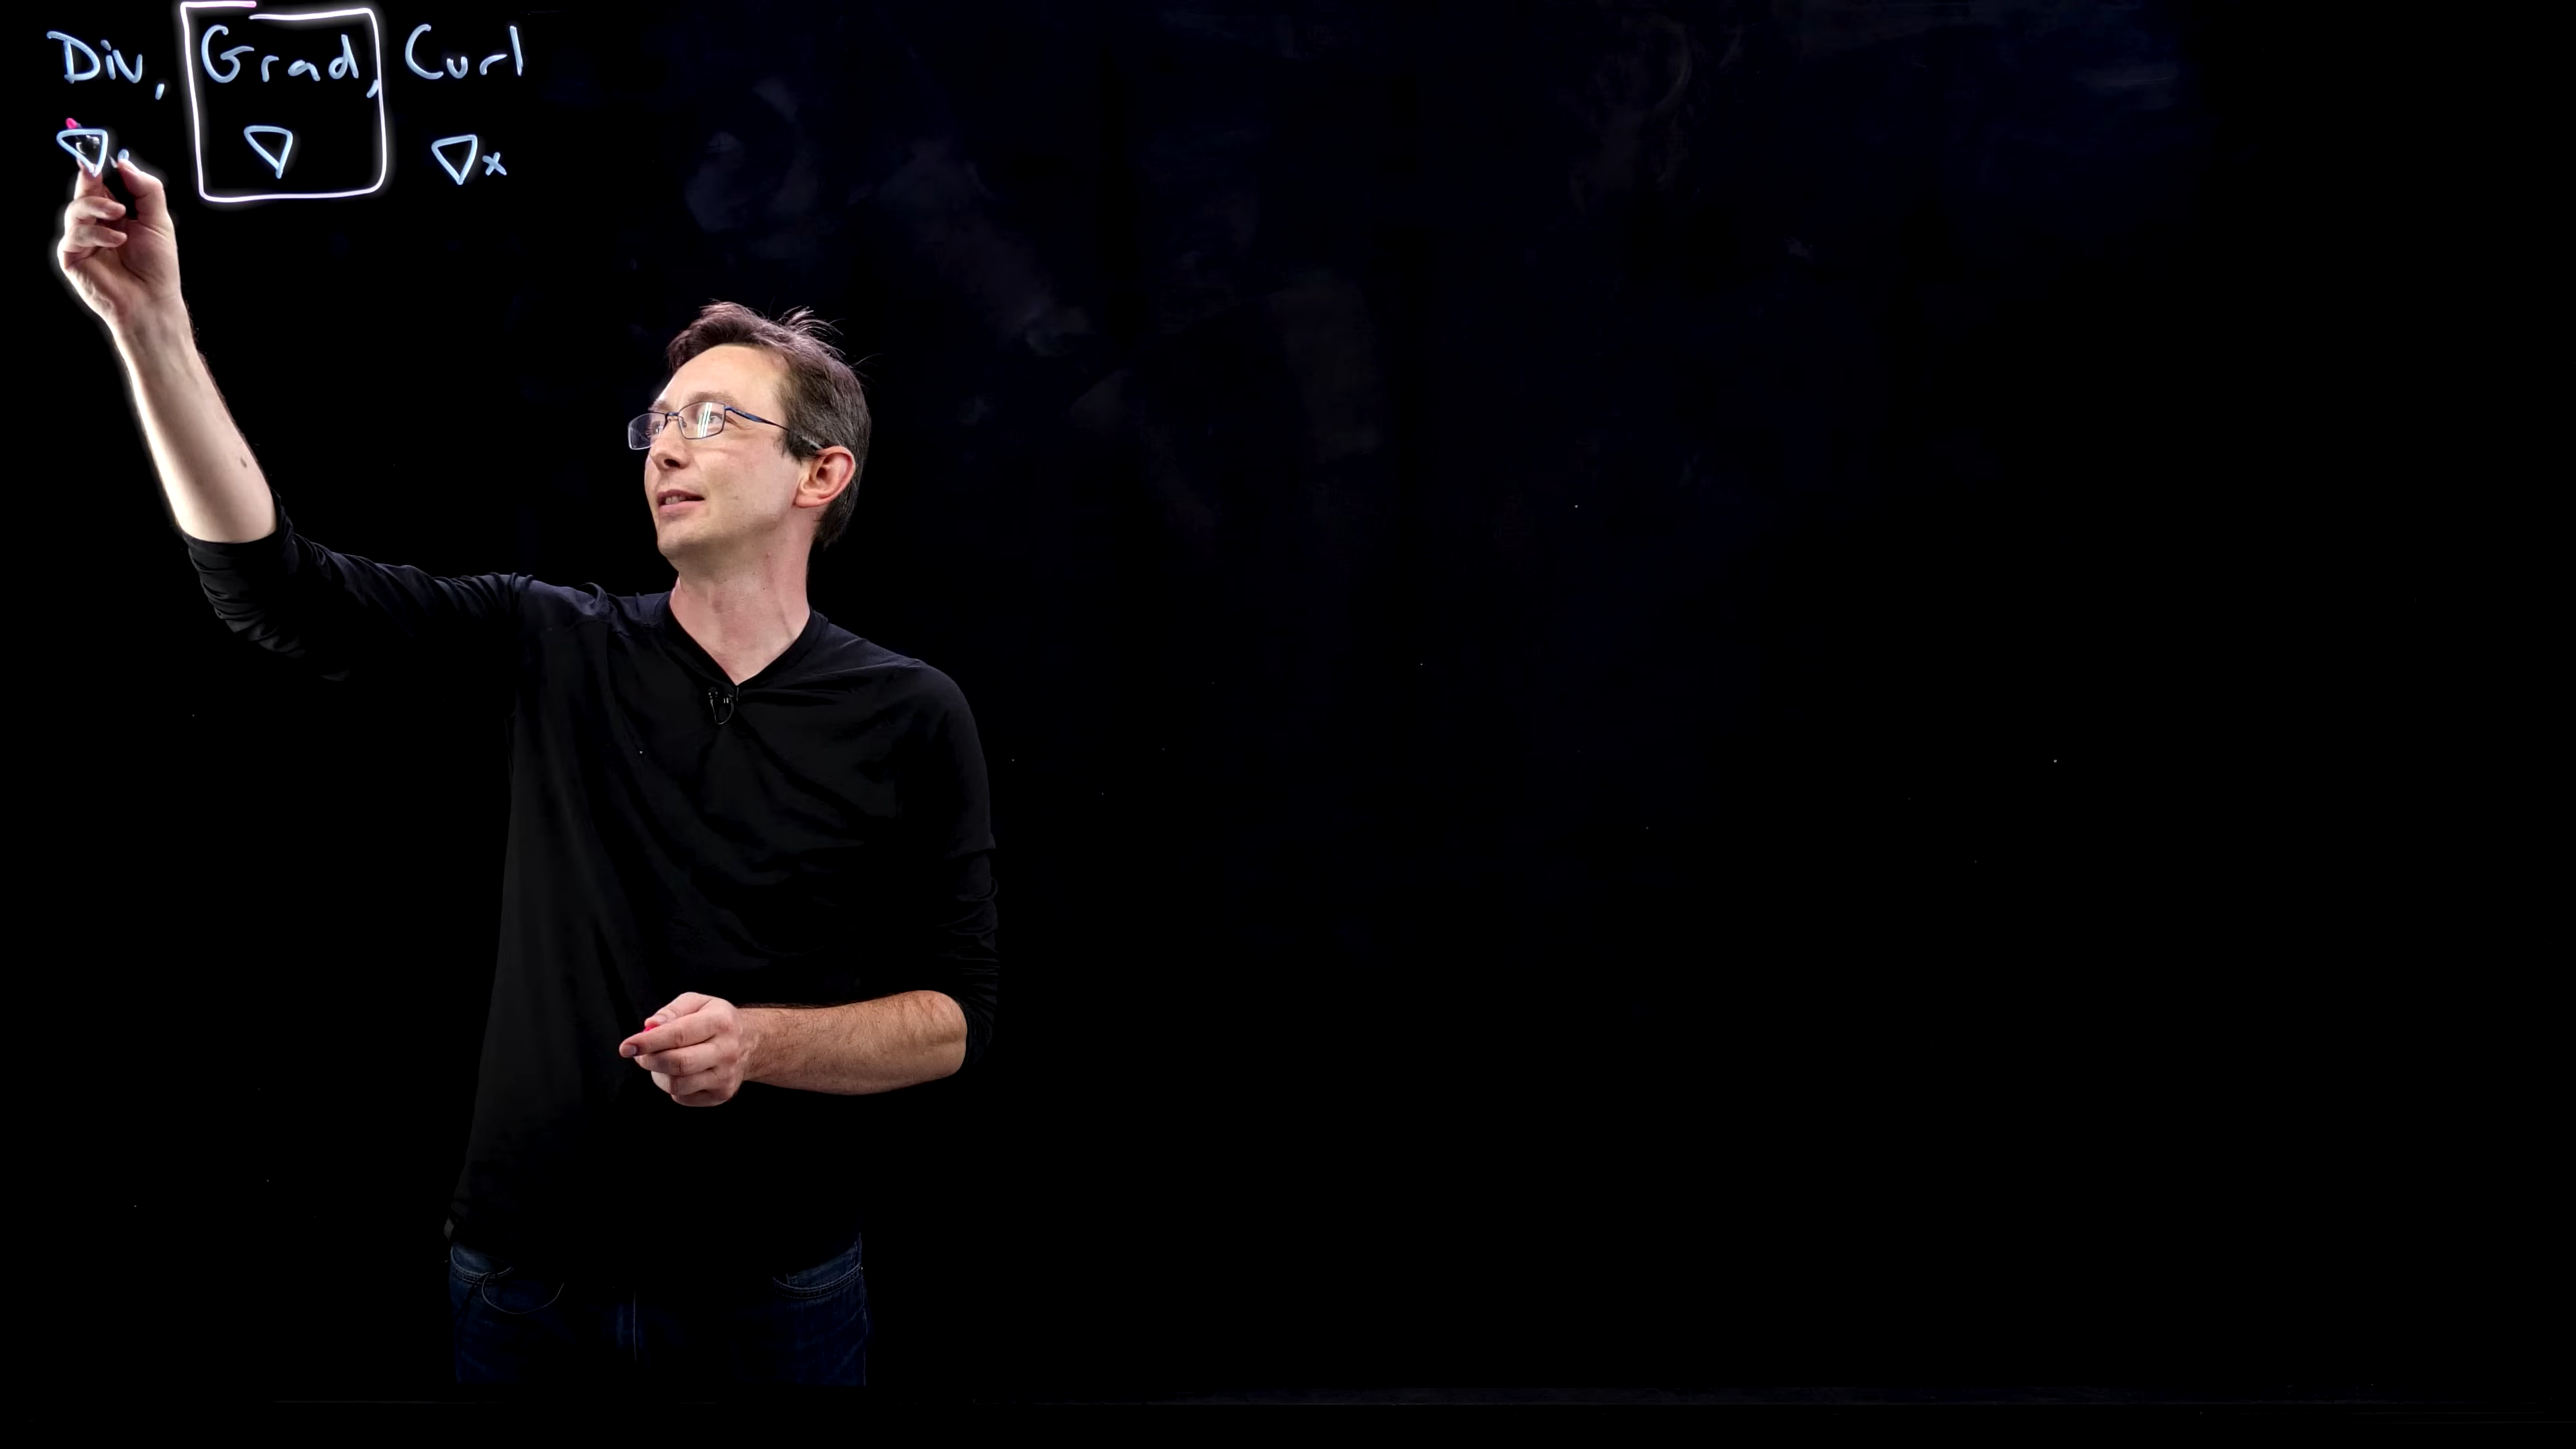 Div, Grad, Curl
∇· ∇ ∇×